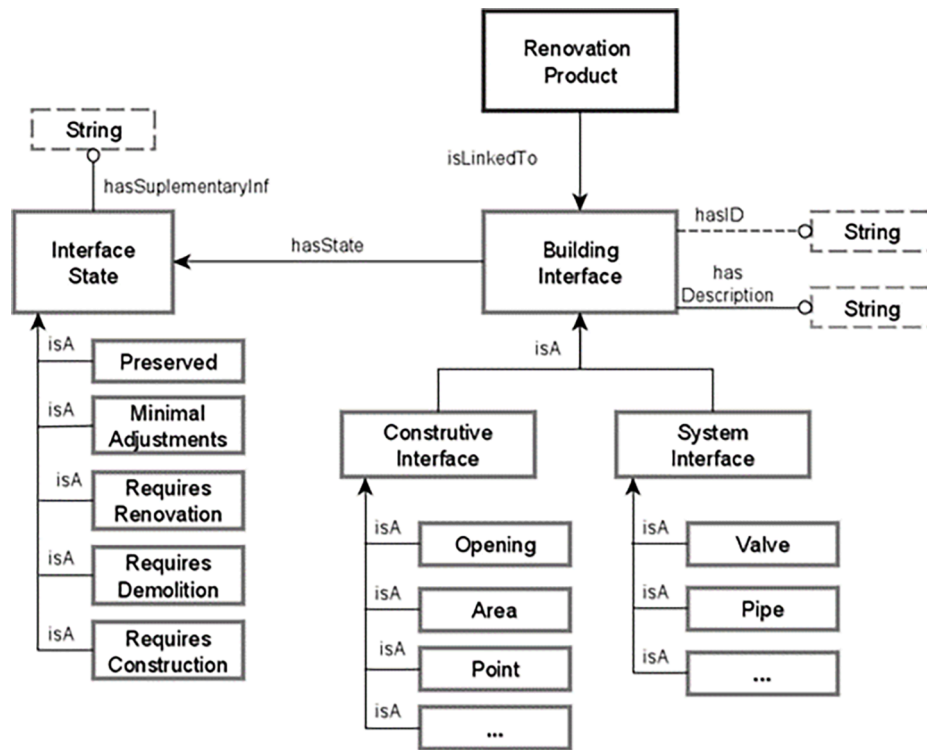 Renovation
Product
String
isLinkedTo
hasSuplementaryInf
Interface
State
hasState
Building
Interface
hasID
String
has
Description
String
isA
Preserved
isA
Minimal
Adjustments
isA
Requires
Renovation
isA
Requires
Demolition
isA
Requires
Construction
isA
Construtive
Interface
System
Interface
isA
Opening
isA
Area
isA
Point
isA
...
isA
Valve
isA
Pipe
isA
...